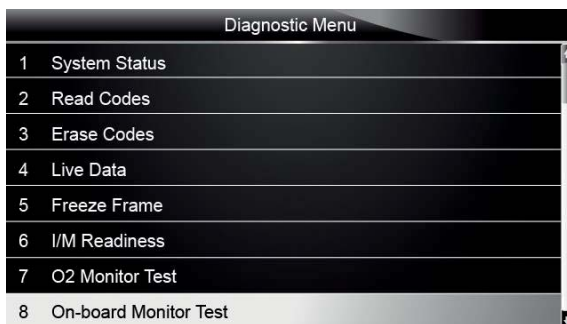 Diagnostic Menu
1 System Status
2 Read Codes
3 Erase Codes
4 Live Data
5 Freeze Frame
6 I/M Readiness
7 O2 Monitor Test
8 On-board Monitor Test